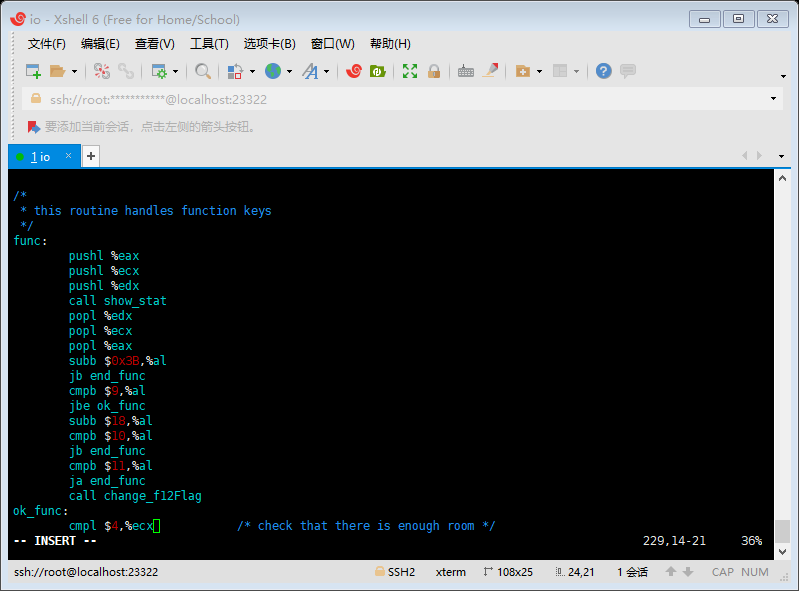 io - Xshell 6 (Free for Home/School)
文件(F) 编辑(E) 查看(V) 工具(T) 选项卡(B) 窗口(W) 帮助(H)
ssh://root:***********@localhost:23322
要添加当前会话，点击左侧的箭头按钮。
1 io × +
/*
 * this routine handles function keys
 */
func:
        pushl %eax
        pushl %ecx
        pushl %edx
        call show_stat
        popl %edx
        popl %ecx
        popl %eax
        subb $0x3B,%al
        jb end_func
        cmpb $9,%al
        jbe ok_func
        subb $18,%al
        cmpb $10,%al
        jb end_func
        cmpb $11,%al
        ja end_func
        call change_f12Flag
ok_func:
        cmpl $4,%ecx           /* check that there is enough room */
-- INSERT -- 229,14-21 36%
ssh://root@localhost:23322 SSH2 xterm 108x25 24,21 1 会话 CAP NUM